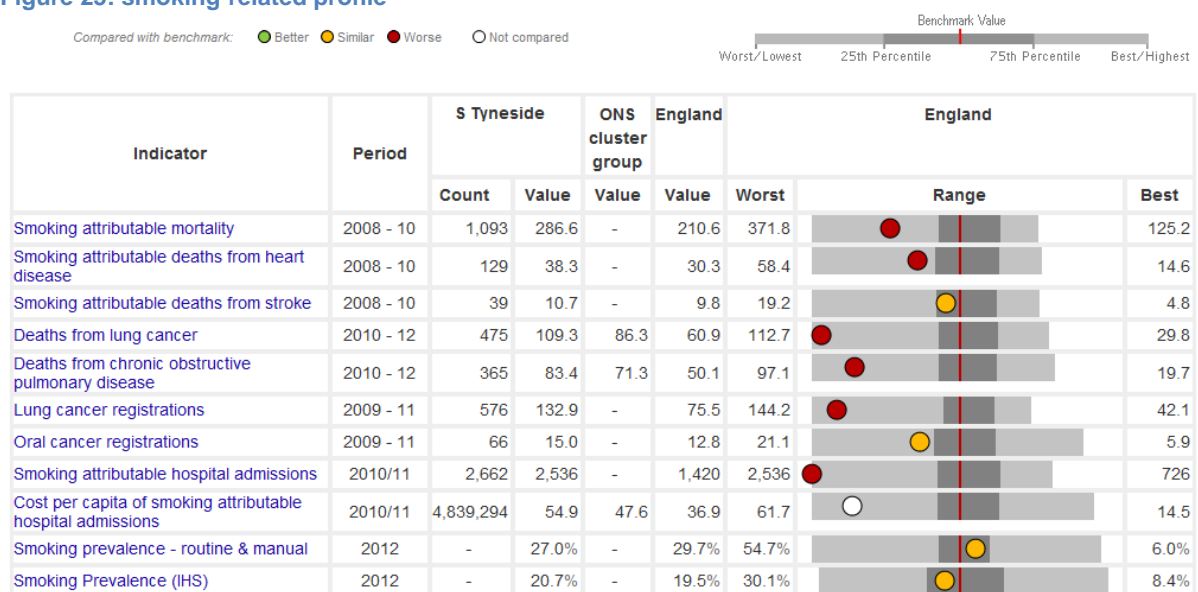 Figure 25: smoking related profile
Compared with benchmark: Better Similar Worse Not compared
Benchmark Value
Worst/Lowest 25th Percentile 75th Percentile Best/Highest
Indicator Period S Tyneside ONS cluster group England England
Count Value Value Value Worst Range Best
Smoking attributable mortality 2008 - 10 1,093 286.6 - 210.6 371.8 125.2
Smoking attributable deaths from heart
disease 2008 - 10 129 38.3 - 30.3 58.4 14.6
Smoking attributable deaths from stroke 2008 - 10 39 10.7 - 9.8 19.2 4.8
Deaths from lung cancer 2010 - 12 475 109.3 86.3 60.9 112.7 29.8
Deaths from chronic obstructive
pulmonary disease 2010 - 12 365 83.4 71.3 50.1 97.1 19.7
Lung cancer registrations 2009 - 11 576 132.9 - 75.5 144.2 42.1
Oral cancer registrations 2009 - 11 66 15.0 - 12.8 21.1 5.9
Smoking attributable hospital admissions 2010/11 2,662 2,536 - 1,420 2,536 726
Cost per capita of smoking attributable
hospital admissions 2010/11 4,839,294 54.9 47.6 36.9 61.7 14.5
Smoking prevalence - routine & manual 2012 - 27.0% - 29.7% 54.7% 6.0%
Smoking Prevalence (IHS) 2012 - 20.7% - 19.5% 30.1% 8.4%